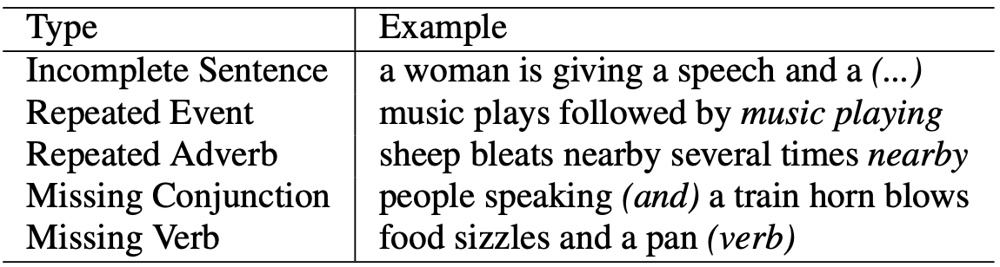 Type Example
Incomplete Sentence a woman is giving a speech and a (...)
Repeated Event music plays followed by music playing
Repeated Adverb sheep bleats nearby several times nearby
Missing Conjunction people speaking (and) a train horn blows
Missing Verb food sizzles and a pan (verb)